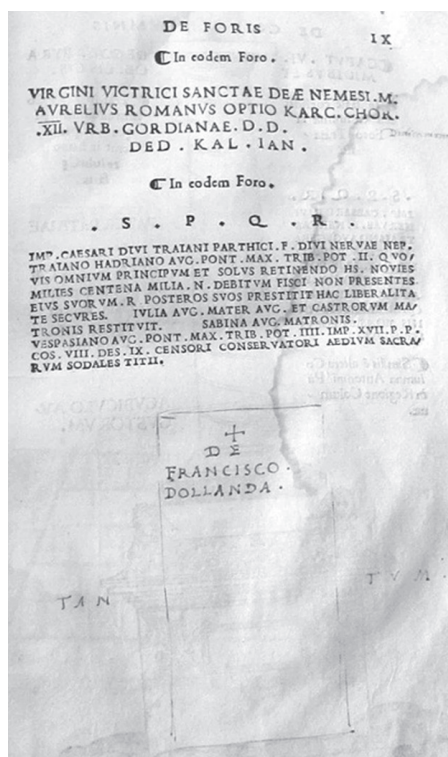 DE FORIS
IX
⁋ In eodem Foro.
VIRGINI VICTRICI SANCTAE DEÆ NEMESI.M.
AVRELIVS ROMANVS OPTIO KARC.CHOR.
.XII. VRB. GORDIANAE. D.D.
DED. KAL. IAN.
⁋ In eodem Foro.
. S. P. Q. R.
IMP. CAESARI DIVI TRAIANI PARTHICI. F. DIVI NERVAE NEP.
TRAIANO HADRIANO AVG. PONT. MAX. TRIB. POT. II. QVO/
VIS OMNIVM PRINCIPVM ET SOLVS RETINENDO HS. NOVIES
MILIES CENTENA MILIA. N. DEBITVM FISCI NON PRESENTES
EIVS SVORVM. R POSTEROS SVOS PRESTITIT HAC LIBERALITA
TE SECVRES. IVLIA AVG. MATER AVG. ET CASTRORVM MA/
TRONIS RESTITVIT. SABINA AVG. MATRONIS.
VESPASIANO AVG. PONT. MAX. TRIB. POT. IIII. IMP. XVII. P. P.
COS. VIII. DES. IX. CENSORI CONSERVATORI AEDIVM SACRA/
RVM SODALES TITII.
DE
FRANCISCO.
DOLLANDA.
TAN TVM.